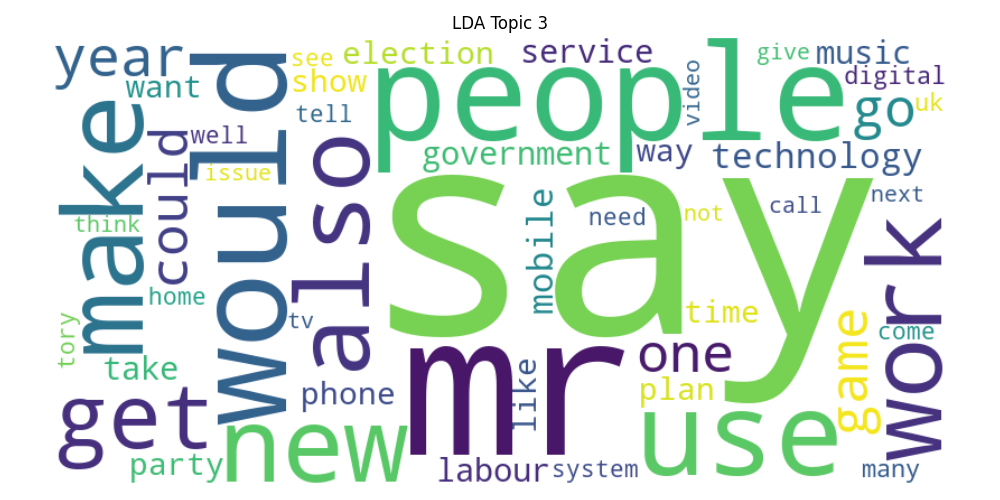 LDA Topic 3
year
want
see
show
election
service
give
music
digital
uk
make
would
tell
people
video
go
could
well
also
government
way
technology
issue
think
say
mobile
need
not
call
next
work
home
tv
time
come
tory
take
mr
like
one
game
phone
plan
get
new
use
party
labour
system
many